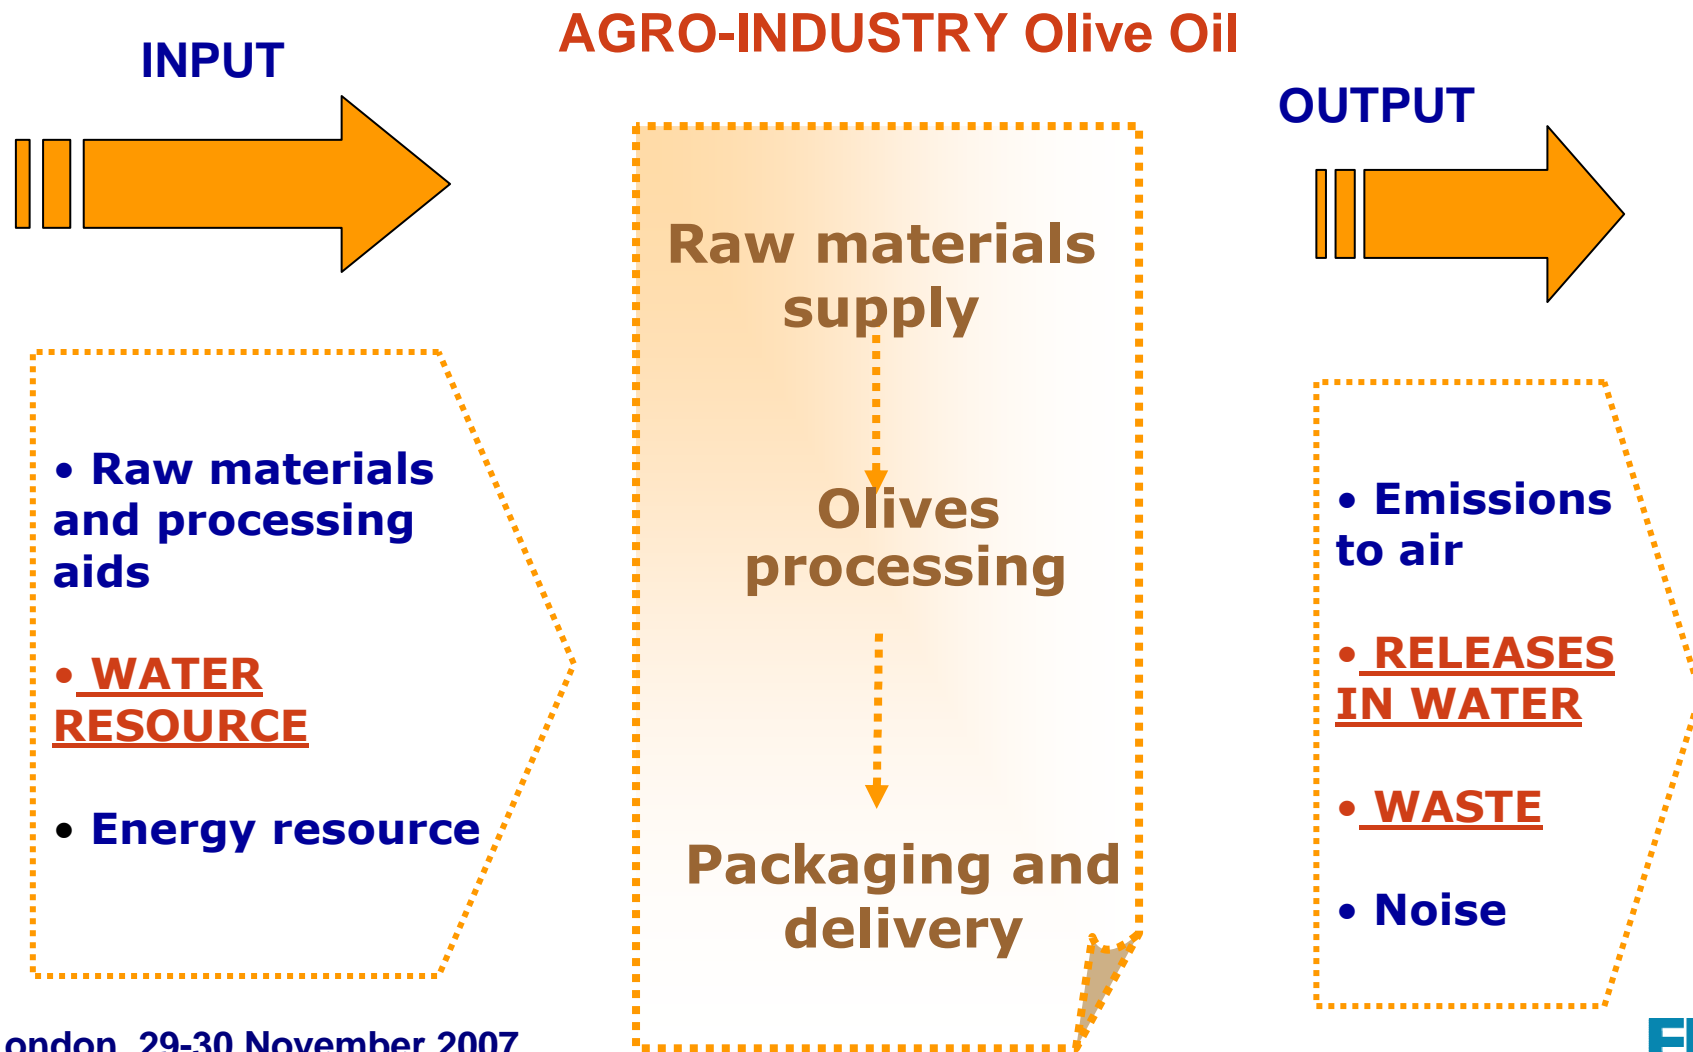 AGRO-INDUSTRY Olive Oil
INPUT
• Raw materials
and processing
aids
• WATER
RESOURCE
• Energy resource
Raw materials
supply
Olives
processing
Packaging and
delivery
OUTPUT
• Emissions
to air
• RELEASES
IN WATER
• WASTE
• Noise
29-30 November 2007